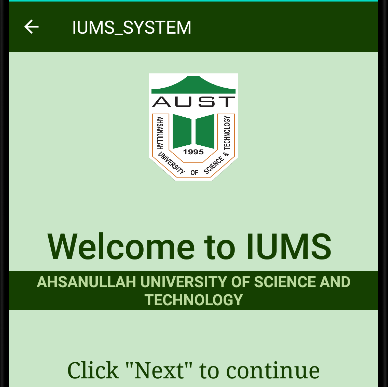 IUMS_SYSTEM
AUST
AHSANULLAH UNIVERSITY OF SCIENCE & TECHNOLOGY
1995
Welcome to IUMS
AHSANULLAH UNIVERSITY OF SCIENCE AND
TECHNOLOGY
Click "Next" to continue